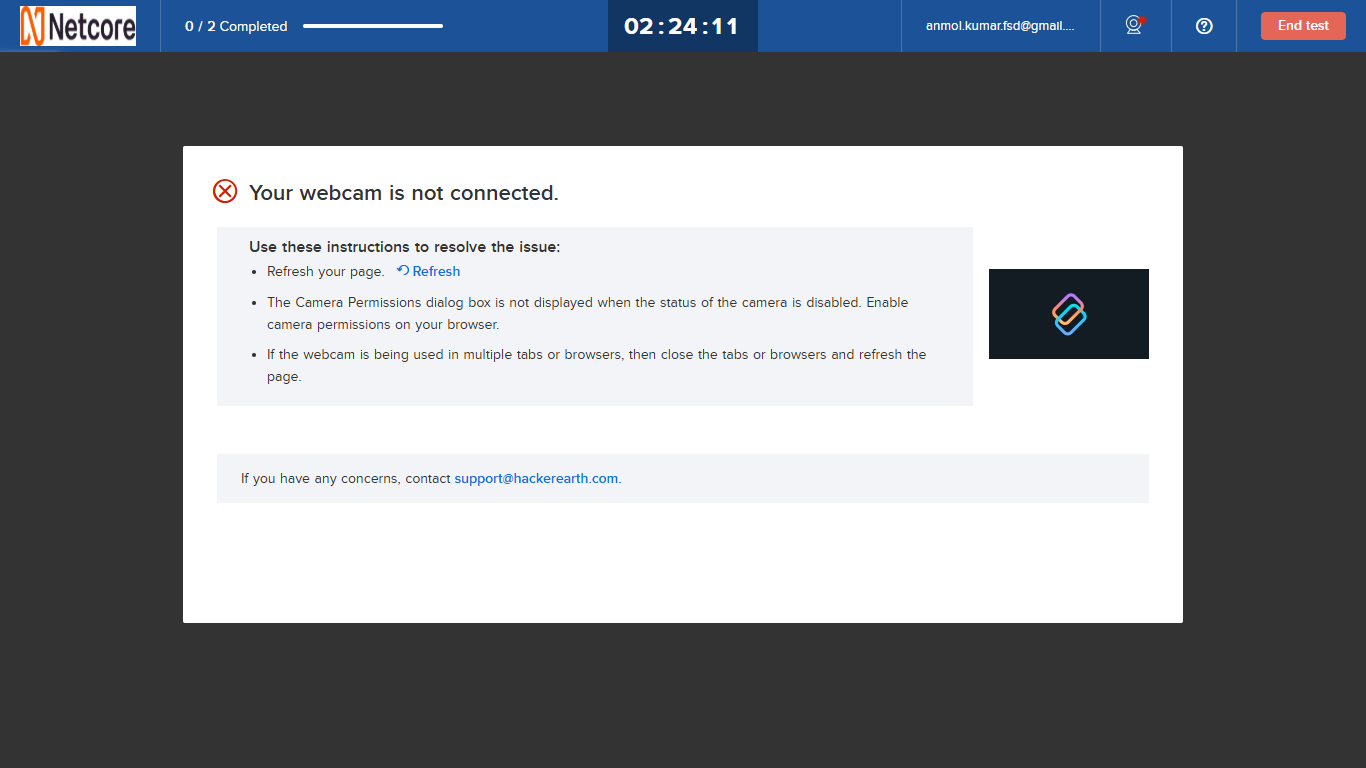 Netcore
0 / 2 Completed
02:24:11
anmol.kumar.fsd@gmail....
End test
Your webcam is not connected.
Use these instructions to resolve the issue:
• Refresh your page. Refresh
• The Camera Permissions dialog box is not displayed when the status of the camera is disabled. Enable
camera permissions on your browser.
• If the webcam is being used in multiple tabs or browsers, then close the tabs or browsers and refresh the
page.
If you have any concerns, contact support@hackerearth.com.